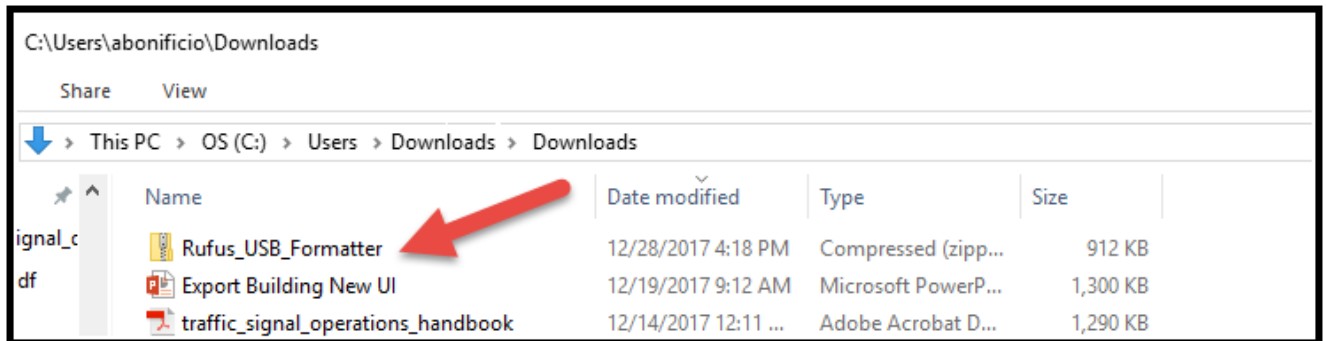 C:\Users\abonificio\Downloads
Share View
> This PC > OS (C:) > Users > Downloads > Downloads
Name Date modified Type Size
ignal_c
Rufus_USB_Formatter 12/28/2017 4:18 PM Compressed (zipp... 912 KB
df
Export Building New UI 12/19/2017 9:12 AM Microsoft PowerP... 1,300 KB
traffic_signal_operations_handbook 12/14/2017 12:11 ... Adobe Acrobat D... 1,290 KB